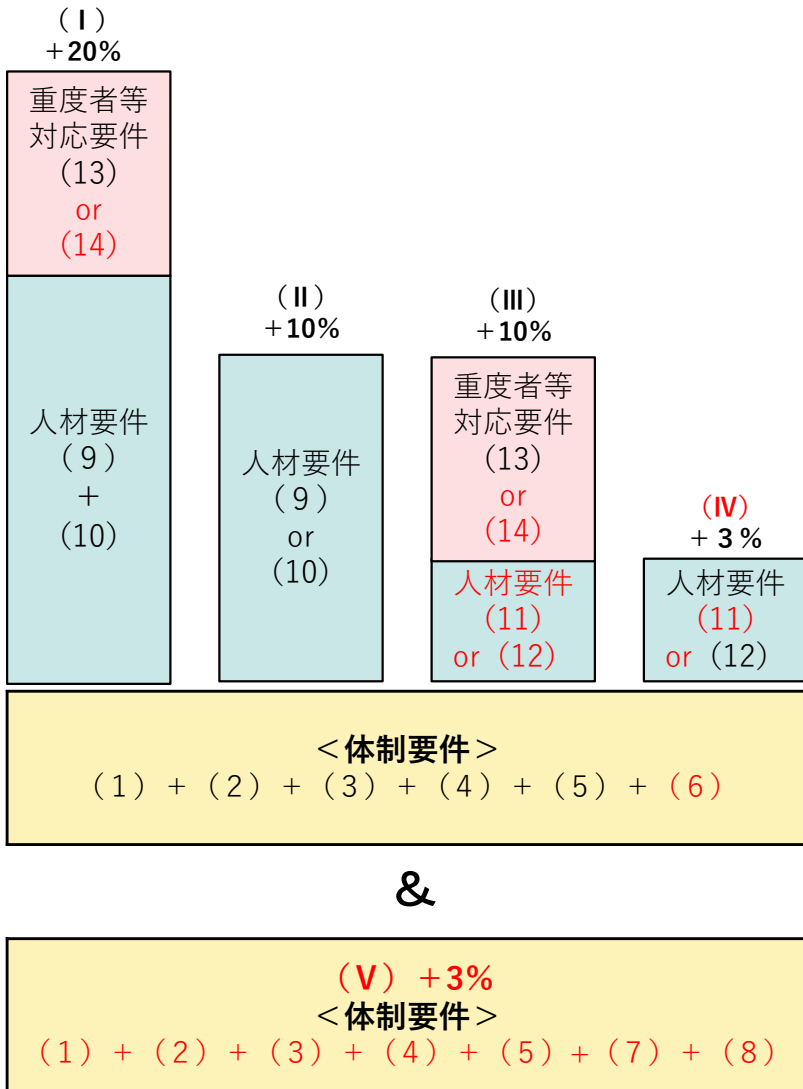 （Ⅰ）
＋20%
重度者等
対応要件
（13）
or
（14）
人材要件
（９）
＋
（10）
（Ⅱ）
＋10%
人材要件
（９）
or
（10）
（Ⅲ）
＋10%
重度者等
対応要件
（13）
or
（14）
人材要件
（11）
or（12）
（Ⅳ）
＋３%
人材要件
（11）
or（12）
＜体制要件＞
（１）＋（２）＋（３）＋（４）＋（５）＋（６）
&
（Ⅴ）＋3%
＜体制要件＞
（１）＋（２）＋（３）＋（４）＋（５）＋（７）＋（８）